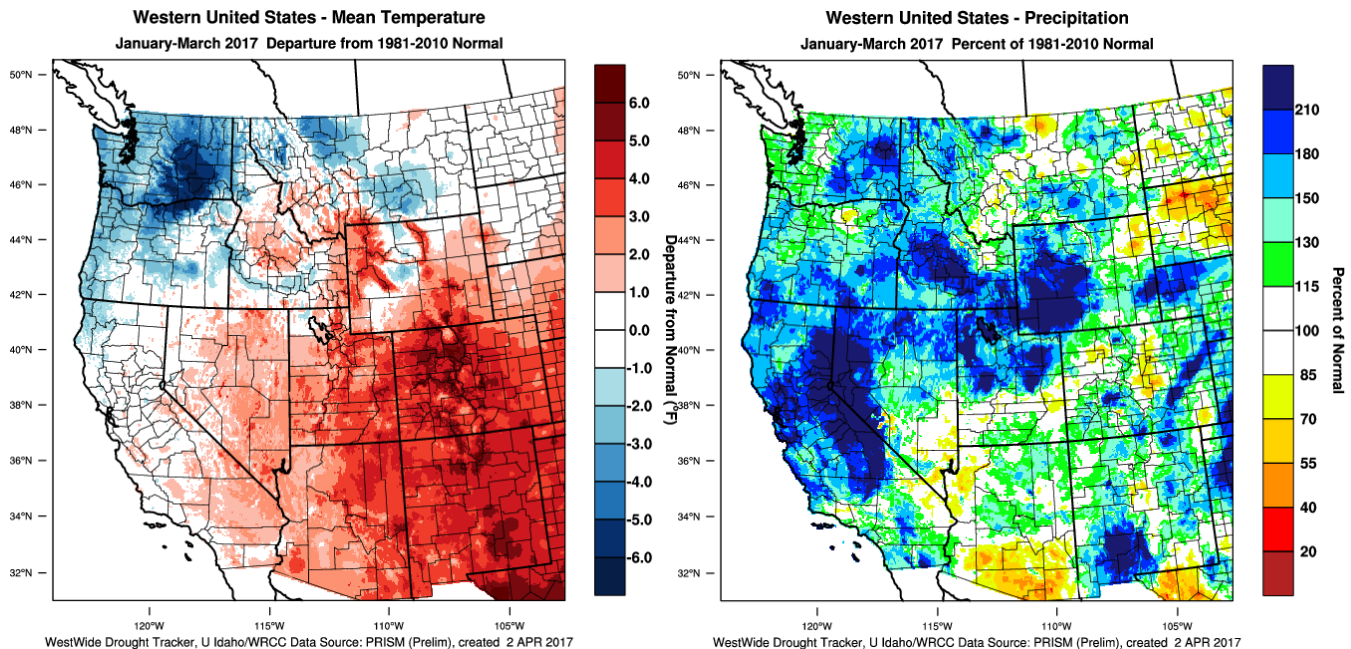 Western United States - Mean Temperature
January-March 2017 Departure from 1981-2010 Normal
50°N
48°N
46°N
44°N
42°N
40°N
38°N
36°N
34°N
32°N
120°W
115°W
110°W
105°W
6.0
5.0
4.0
3.0
2.0
1.0
0.0
-1.0
-2.0
-3.0
-4.0
-5.0
-6.0
Departure from Normal (°F)
WestWide Drought Tracker, U Idaho/WRCC Data Source: PRISM (Prelim), created 2 APR 2017
Western United States - Precipitation
January-March 2017 Percent of 1981-2010 Normal
50°N
48°N
46°N
44°N
42°N
40°N
38°N
36°N
34°N
32°N
120°W
115°W
110°W
105°W
210
180
150
130
115
100
85
70
55
40
20
Percent of Normal
WestWide Drought Tracker, U Idaho/WRCC Data Source: PRISM (Prelim), created 2 APR 2017